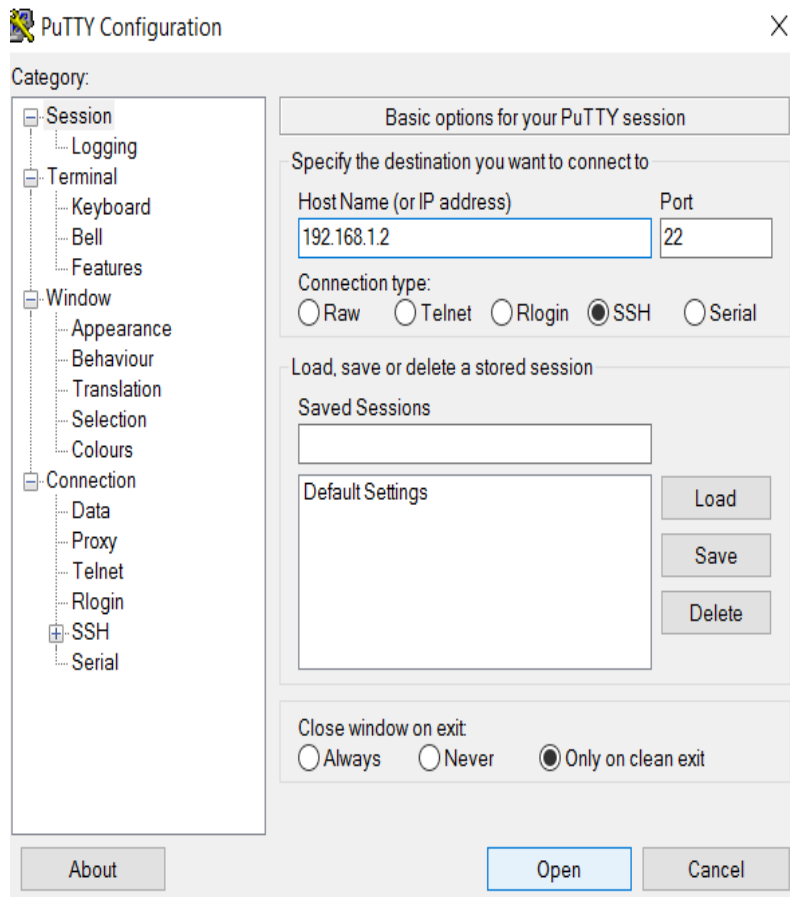 PuTTY Configuration
Category:
Session
Logging
Terminal
Keyboard
Bell
Features
Window
Appearance
Behaviour
Translation
Selection
Colours
Connection
Data
Proxy
Telnet
Rlogin
SSH
Serial
Basic options for your PuTTY session
Specify the destination you want to connect to
Host Name (or IP address) Port
192.168.1.2 22
Connection type:
Raw Telnet Rlogin SSH Serial
Load, save or delete a stored session
Saved Sessions
Default Settings
Load
Save
Delete
Close window on exit:
Always Never Only on clean exit
About Open Cancel